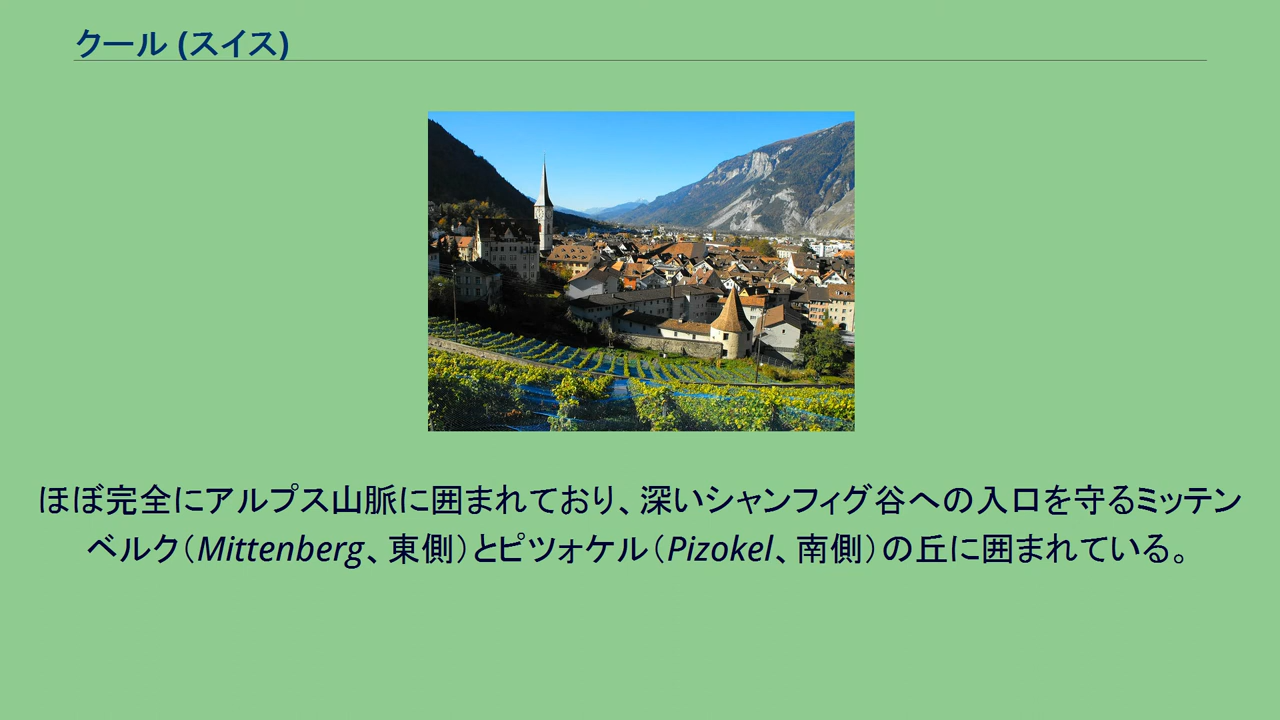 クール (スイス)
ほぼ完全にアルプス山脈に囲まれており、深いシャンフィグ谷への入口を守るミッテン
ベルク（Mittenberg、東側）とピツォケル（Pizokel、南側）の丘に囲まれている。